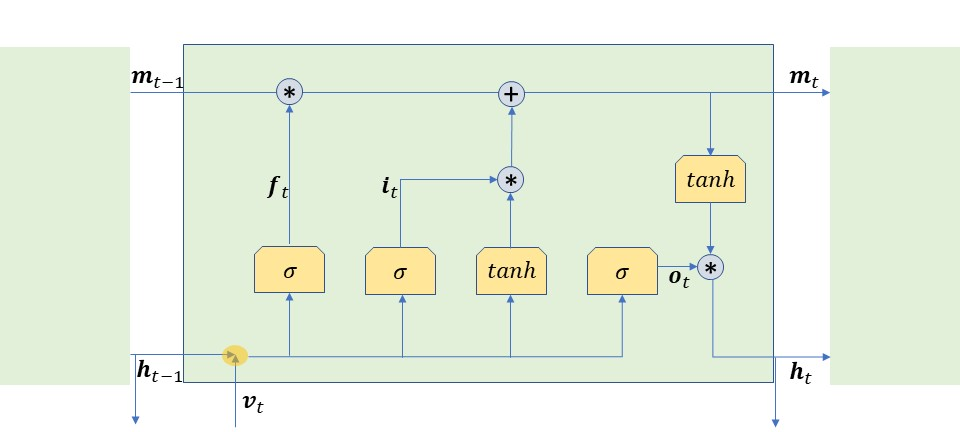 m_{t-1}
*
+
m_t
f_t
i_t
*
tanh
σ
σ
tanh
σ
o_t
*
h_{t-1}
h_t
v_t